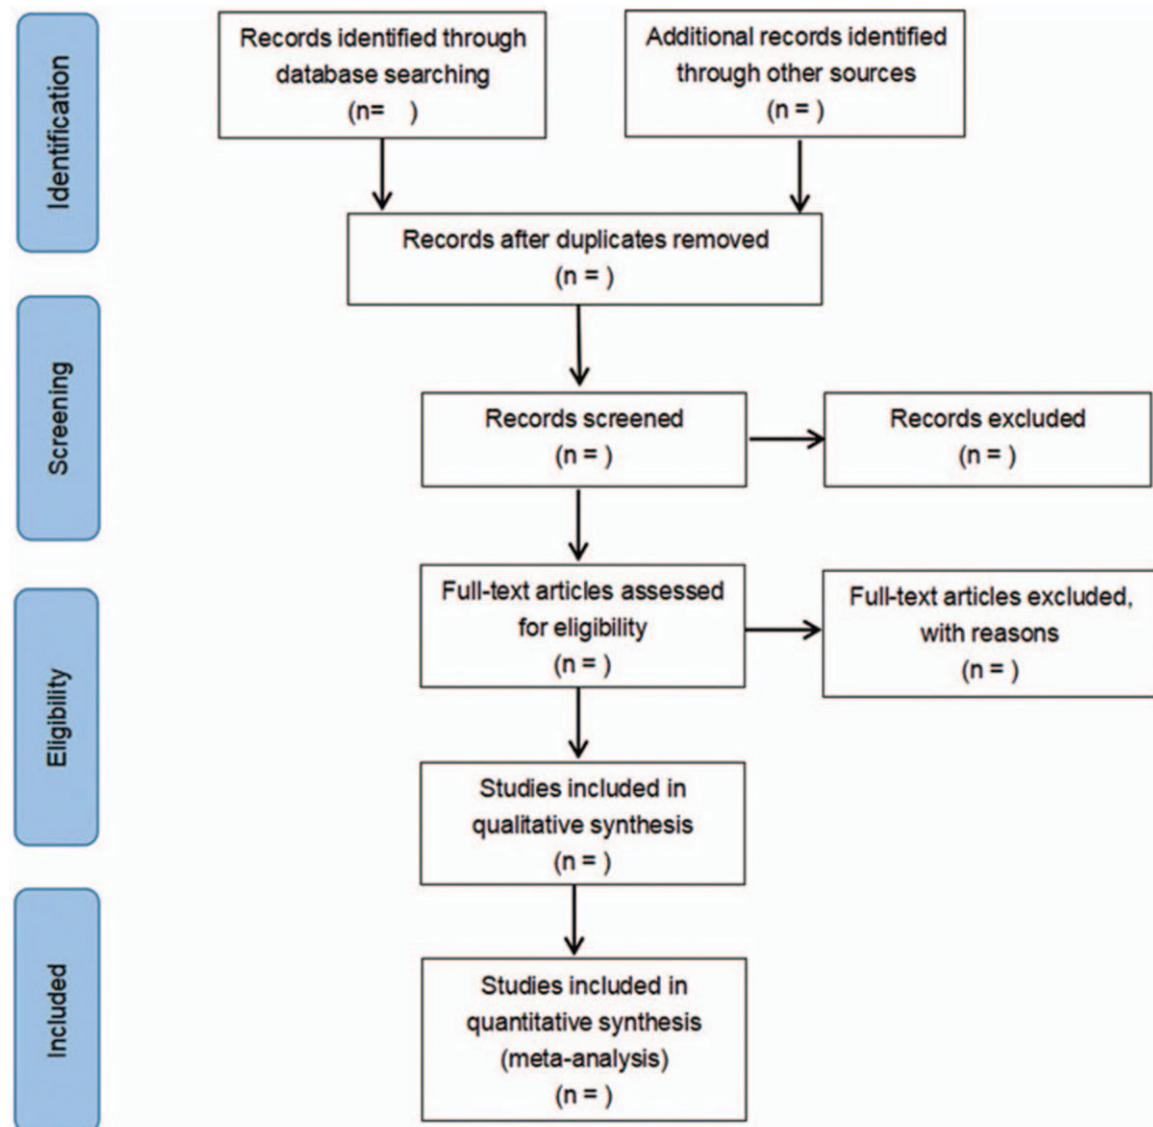 Identification
Records identified through
database searching
(n=    )
Additional records identified
through other sources
(n = )
Records after duplicates removed
(n = )
Screening
Records screened
(n = )
Records excluded
(n = )
Eligibility
Full-text articles assessed
for eligibility
(n = )
Full-text articles excluded,
with reasons
(n = )
Studies included in
qualitative synthesis
(n = )
Included
Studies included in
quantitative synthesis
(meta-analysis)
(n = )